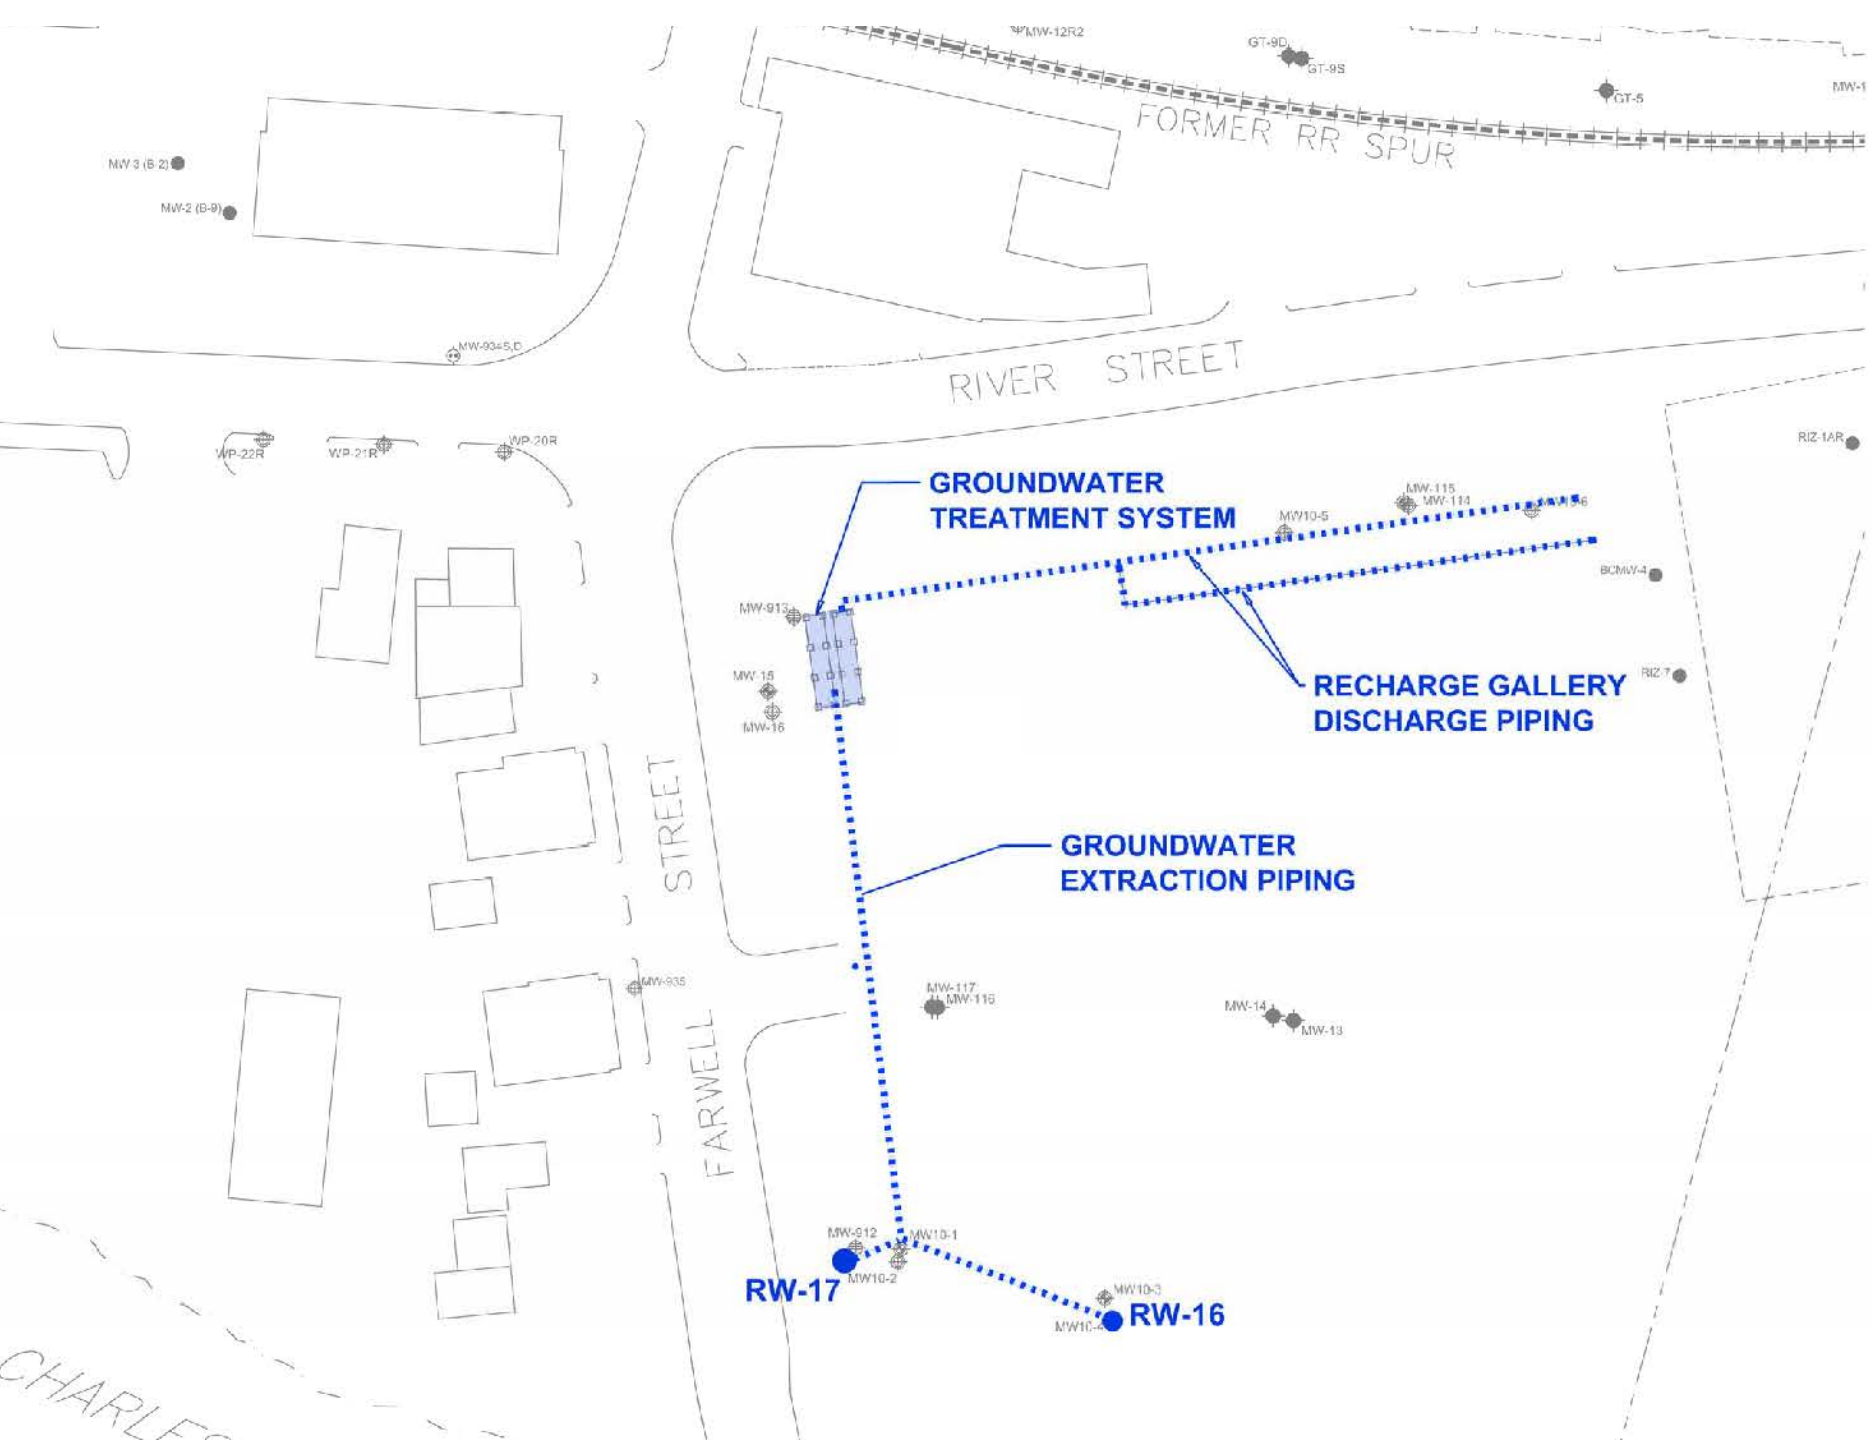 MW-12R2
GT-9D
GT-9S
GT-5
FORMER RR SPUR
MW-3 (B-2)
MW-2 (B-9)
MW-934S,D
RIVER STREET
WP-22R
WP-21R
WP-20R
RIZ-1AR
GROUNDWATER
TREATMENT SYSTEM
MW-115
MW-114
MW10-5
BCMW-4
MW-913
MW-15
MW-16
RIZ-7
RECHARGE GALLERY
DISCHARGE PIPING
GROUNDWATER
EXTRACTION PIPING
FARWELL STREET
MW-935
MW-117
MW-116
MW-14
MW-13
MW-912
MW10-1
MW10-2
RW-17
MW10-3
MW10-4
RW-16